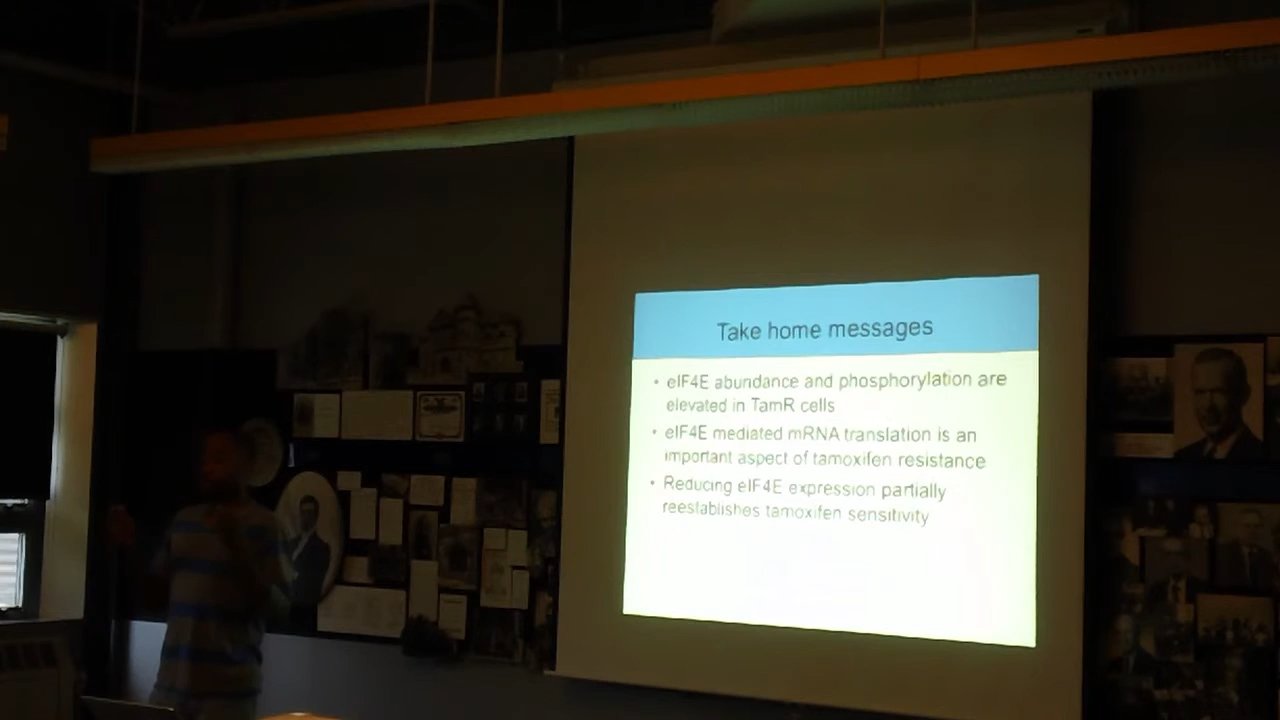 Take home messages
• eIF4E abundance and phosphorylation are
elevated in TamR cells
• eIF4E mediated mRNA translation is an
important aspect of tamoxifen resistance
• Reducing eIF4E expression partially
reestablishes tamoxifen sensitivity